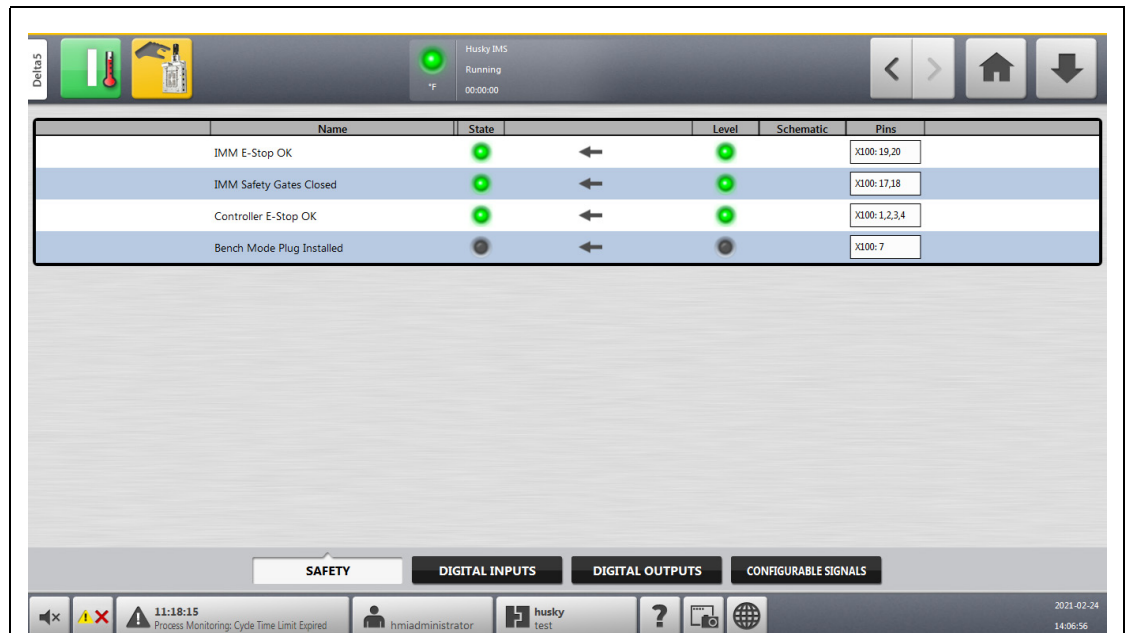 Delta5
°F
Husky IMS
Running
00:00:00
Name State Level Schematic Pins
IMM E-Stop OK X100: 19,20
IMM Safety Gates Closed X100: 17,18
Controller E-Stop OK X100: 1,2,3,4
Bench Mode Plug Installed X100: 7
SAFETY DIGITAL INPUTS DIGITAL OUTPUTS CONFIGURABLE SIGNALS
11:18:15
Process Monitoring: Cycle Time Limit Expired
hmiadministrator
husky
test
?
2021-02-24
14:06:56